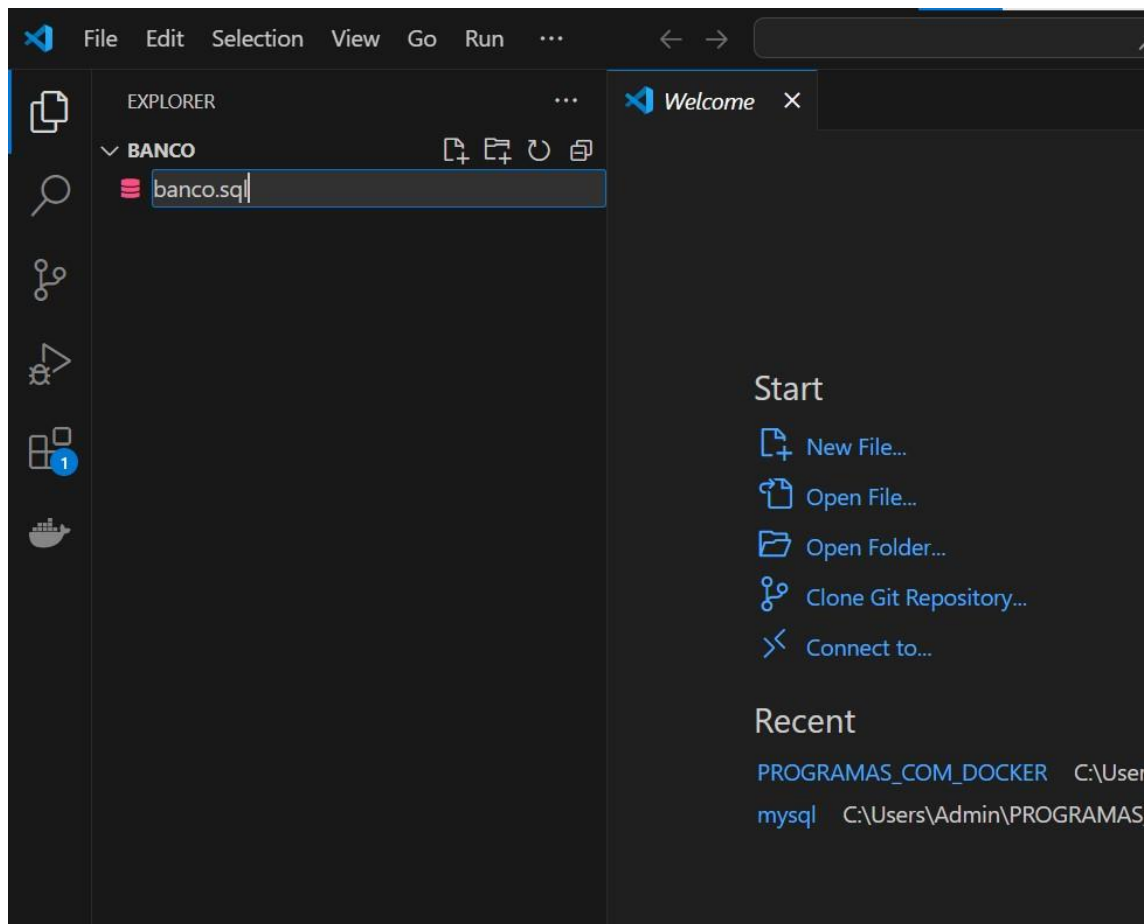 File Edit Selection View Go Run ...
EXPLORER ...
Welcome
BANCO
banco.sql
1
Start
New File...
Open File...
Open Folder...
Clone Git Repository...
Connect to...
Recent
PROGRAMAS_COM_DOCKER C:\User
mysql C:\Users\Admin\PROGRAMAS